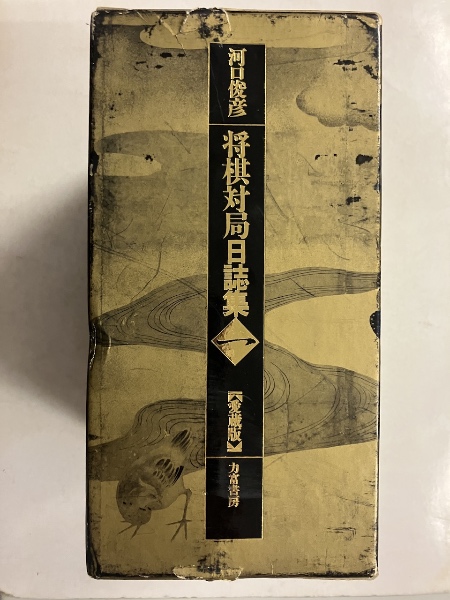 河口俊彦
将棋対局日誌集
一
【愛蔵版】
力富書房